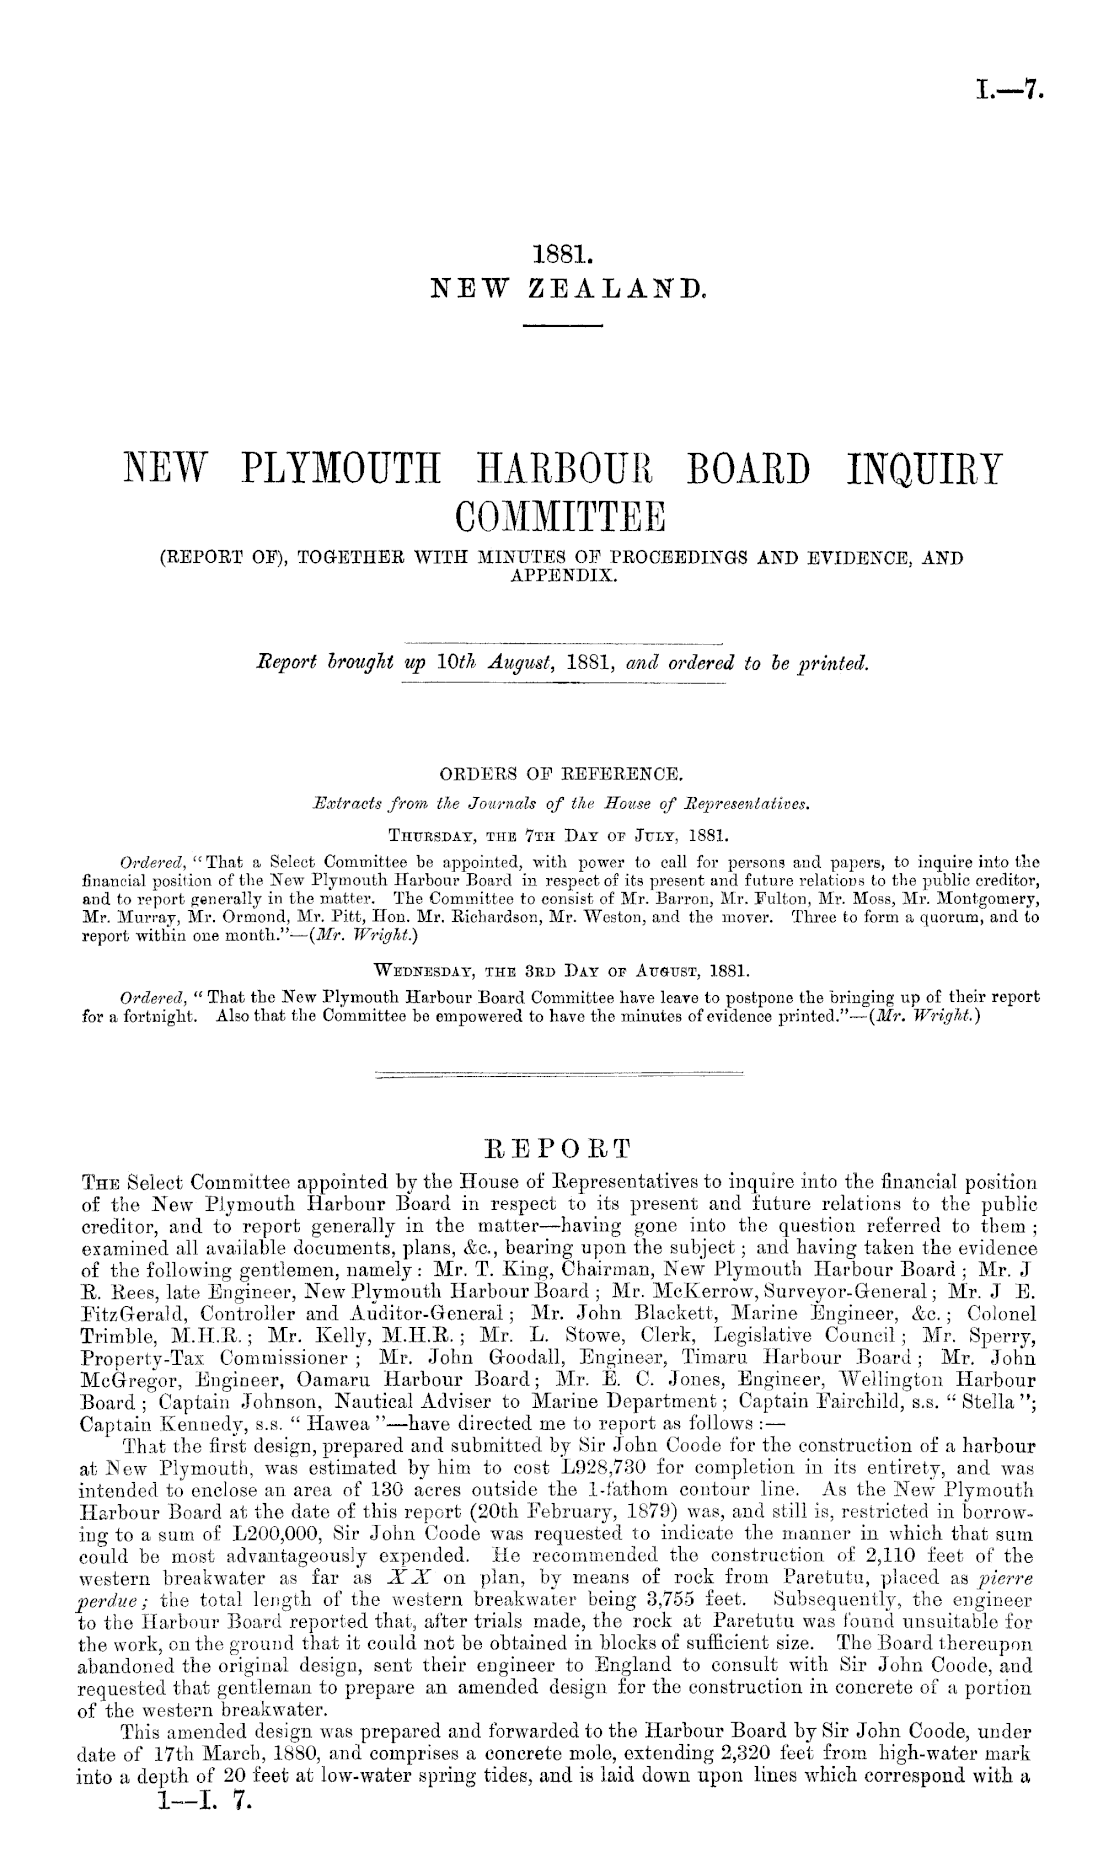 I.—7.
1881.
NEW ZEALAND.
NEW PLYMOUTH HARBOUR BOARD INQUIRY
COMMITTEE
(REPORT OF), TOGETHER WITH MINUTES OF PROCEEDINGS AND EVIDENCE, AND
APPENDIX.
Report brought up 10th August, 1881, and ordered to be printed.
ORDERS OF REFERENCE.
Extracts from the Journals of the House of Representatives.
THURSDAY, THE 7TH DAY OF JULY, 1881.
Ordered, "That a Select Committee be appointed, with power to call for persons and papers, to inquire into the
financial position of the New Plymouth Harbour Board in respect of its present and future relations to the public creditor,
and to report generally in the matter. The Committee to consist of Mr. Barron, Mr. Fulton, Mr. Moss, Mr. Montgomery,
Mr. Murray, Mr. Ormond, Mr. Pitt, Hon. Mr. Richardson, Mr. Weston, and the mover. Three to form a quorum, and to
report within one month."—(Mr. Wright.)
WEDNESDAY, THE 3RD DAY OF AUGUST, 1881.
Ordered, "That the New Plymouth Harbour Board Committee have leave to postpone the bringing up of their report
for a fortnight. Also that the Committee be empowered to have the minutes of evidence printed."—(Mr. Wright.)
REPORT
THE Select Committee appointed by the House of Representatives to inquire into the financial position
of the New Plymouth Harbour Board in respect to its present and future relations to the public
creditor, and to report generally in the matter—having gone into the question referred to them;
examined all available documents, plans, &c., bearing upon the subject; and having taken the evidence
of the following gentlemen, namely: Mr. T. King, Chairman, New Plymouth Harbour Board; Mr. J
R. Rees, late Engineer, New Plymouth Harbour Board; Mr. McKerrow, Surveyor-General; Mr. J E.
FitzGerald, Controller and Auditor-General; Mr. John Blackett, Marine Engineer, &c.; Colonel
Trimble, M.H.R.; Mr. Kelly, M.H.R.; Mr. L. Stowe, Clerk, Legislative Council; Mr. Sperry,
Property-Tax Commissioner; Mr. John Goodall, Engineer, Timaru Harbour Board; Mr. John
McGregor, Engineer, Oamaru Harbour Board; Mr. E. C. Jones, Engineer, Wellington Harbour
Board; Captain Johnson, Nautical Adviser to Marine Department; Captain Fairchild, s.s. "Stella";
Captain Kennedy, s.s. "Hawea"—have directed me to report as follows:—
That the first design, prepared and submitted by Sir John Coode for the construction of a harbour
at New Plymouth, was estimated by him to cost L928,730 for completion in its entirety, and was
intended to enclose an area of 130 acres outside the 1-fathom contour line. As the New Plymouth
Harbour Board at the date of this report (20th February, 1879) was, and still is, restricted in borrow-
ing to a sum of L200,000, Sir John Coode was requested to indicate the manner in which that sum
could be most advantageously expended. He recommended the construction of 2,110 feet of the
western breakwater as far as X X on plan, by means of rock from Paretutu, placed as pierre
perdue; the total length of the western breakwater being 3,755 feet. Subsequently, the engineer
to the Harbour Board reported that, after trials made, the rock at Paretutu was found unsuitable for
the work, on the ground that it could not be obtained in blocks of sufficient size. The Board thereupon
abandoned the original design, sent their engineer to England to consult with Sir John Coode, and
requested that gentleman to prepare an amended design for the construction in concrete of a portion
of the western breakwater.
This amended design was prepared and forwarded to the Harbour Board by Sir John Coode, under
date of 17th March, 1880, and comprises a concrete mole, extending 2,320 feet from high-water mark
into a depth of 20 feet at low-water spring tides, and is laid down upon lines which correspond with a
1—I. 7.